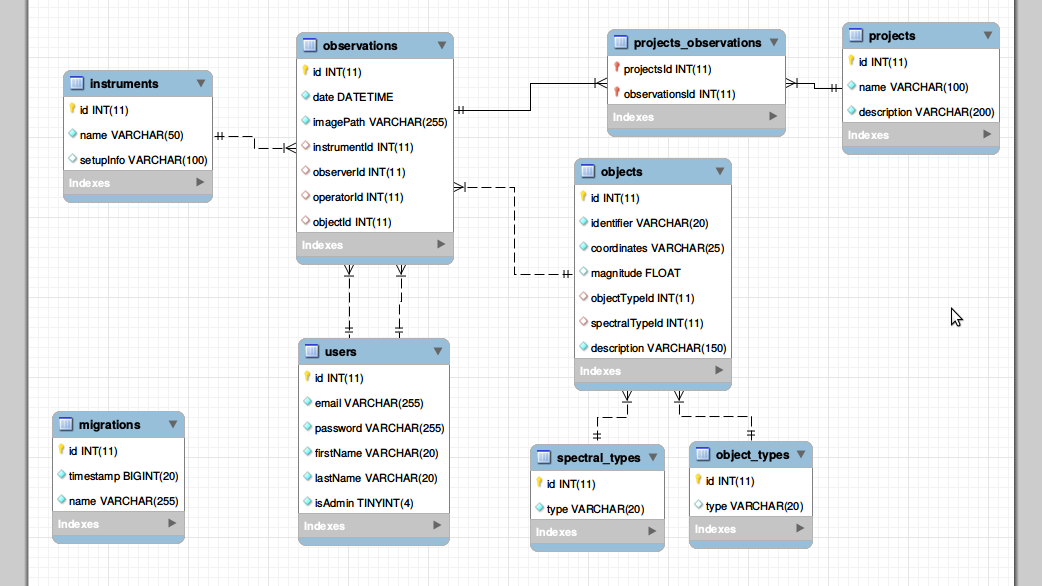 instruments
id INT(11)
name VARCHAR(50)
setupInfo VARCHAR(100)
Indexes
observations
id INT(11)
date DATETIME
imagePath VARCHAR(255)
instrumentId INT(11)
observerId INT(11)
operatorId INT(11)
objectId INT(11)
Indexes
projects_observations
projectsId INT(11)
observationsId INT(11)
Indexes
projects
id INT(11)
name VARCHAR(100)
description VARCHAR(200)
Indexes
objects
id INT(11)
identifier VARCHAR(20)
coordinates VARCHAR(25)
magnitude FLOAT
objectTypeId INT(11)
spectralTypeId INT(11)
description VARCHAR(150)
Indexes
users
id INT(11)
email VARCHAR(255)
password VARCHAR(255)
firstName VARCHAR(20)
lastName VARCHAR(20)
isAdmin TINYINT(4)
Indexes
migrations
id INT(11)
timestamp BIGINT(20)
name VARCHAR(255)
Indexes
spectral_types
id INT(11)
type VARCHAR(20)
Indexes
object_types
id INT(11)
type VARCHAR(20)
Indexes